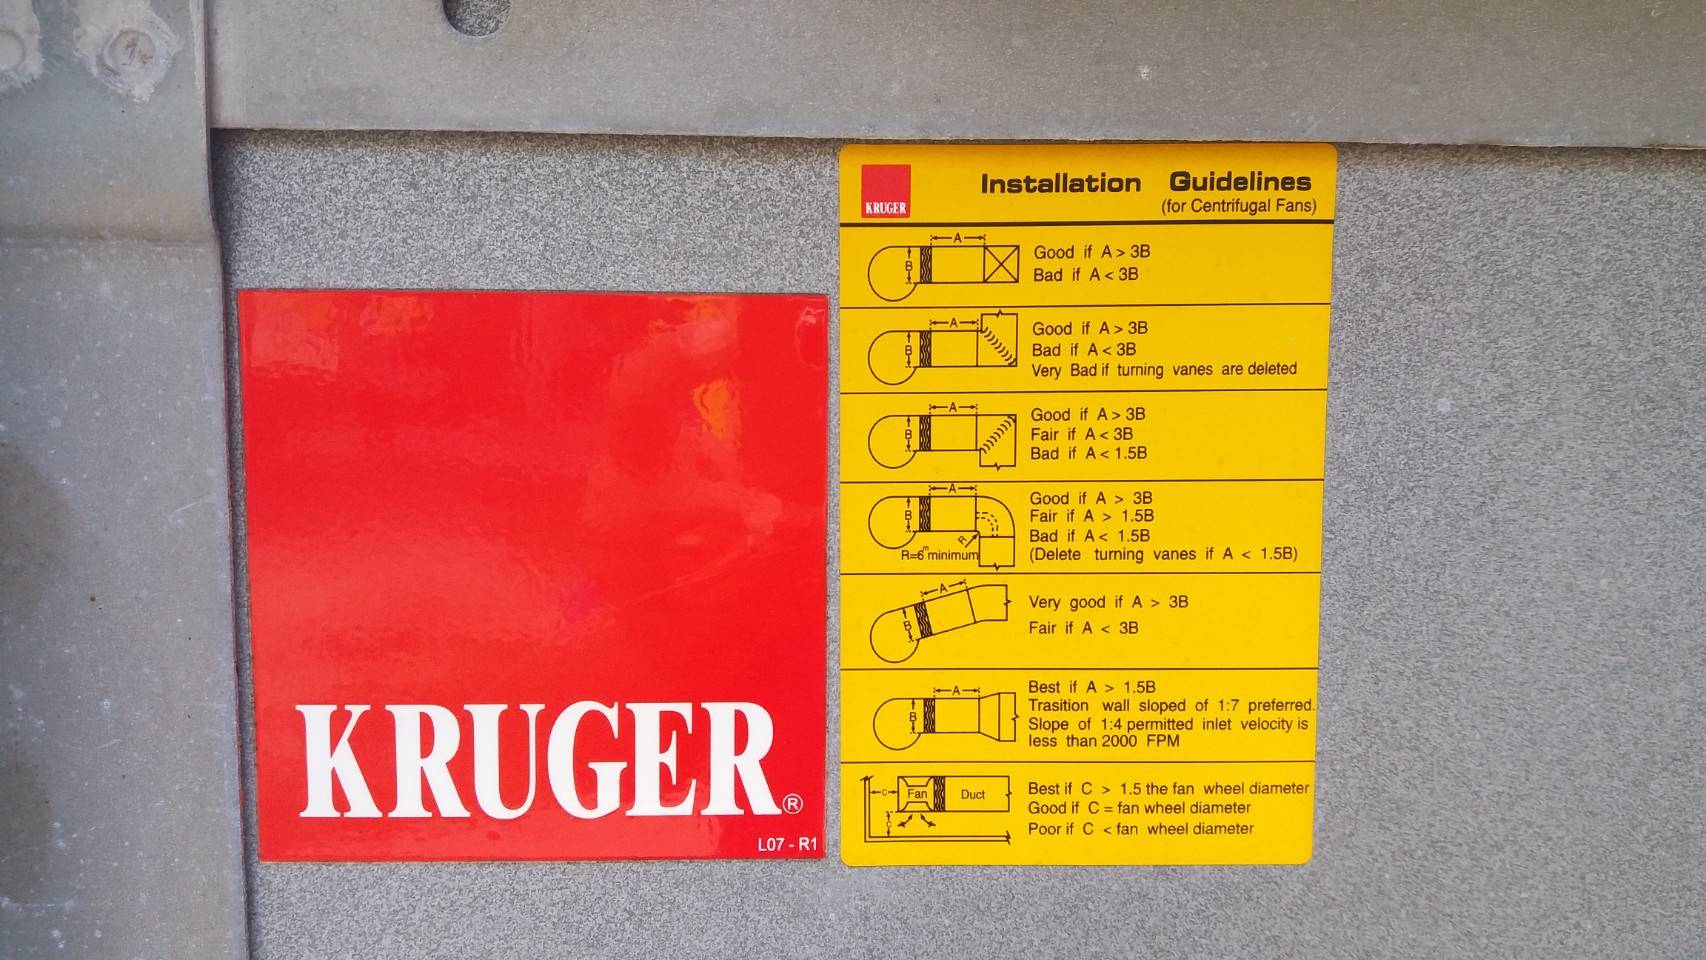 KRUGER®
L07 - R1
KRUGER
Installation Guidelines
(for Centrifugal Fans)
A
B
Good if A > 3B
Bad if A < 3B
A
B
Good if A > 3B
Bad if A < 3B
Very Bad if turning vanes are deleted
A
B
Good if A > 3B
Fair if A < 3B
Bad if A < 1.5B
A
B
R
R=6" minimum
Good if A > 3B
Fair if A > 1.5B
Bad if A < 1.5B
(Delete turning vanes if A < 1.5B)
A
B
Very good if A > 3B
Fair if A < 3B
A
B
Best if A > 1.5B
Trasition wall sloped of 1:7 preferred.
Slope of 1:4 permitted inlet velocity is
less than 2000 FPM
C
Fan
Duct
C
Best if C > 1.5 the fan wheel diameter
Good if C = fan wheel diameter
Poor if C < fan wheel diameter